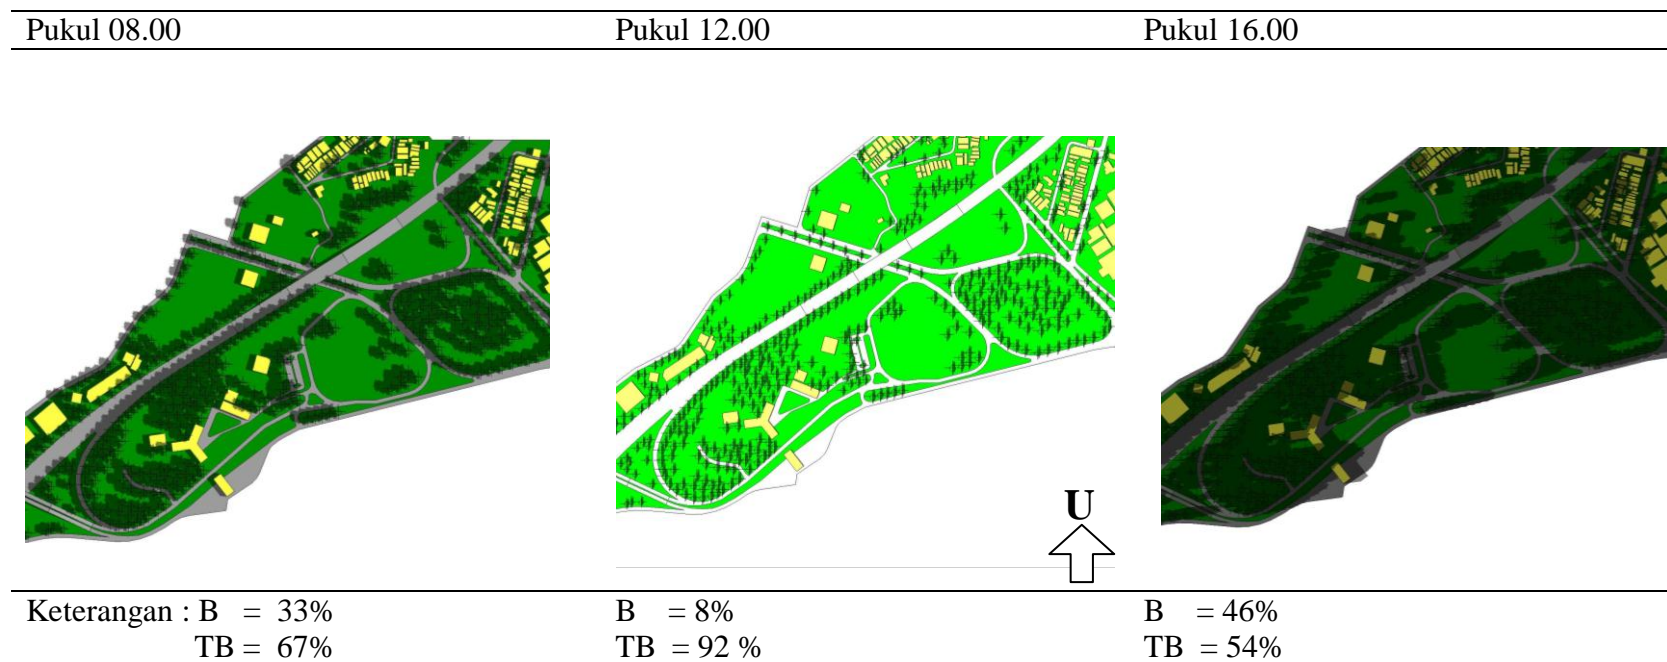 Pukul 08.00 Pukul 12.00 Pukul 16.00
U
Keterangan : B = 33% B = 8% B = 46%
TB = 67% TB = 92 % TB = 54%